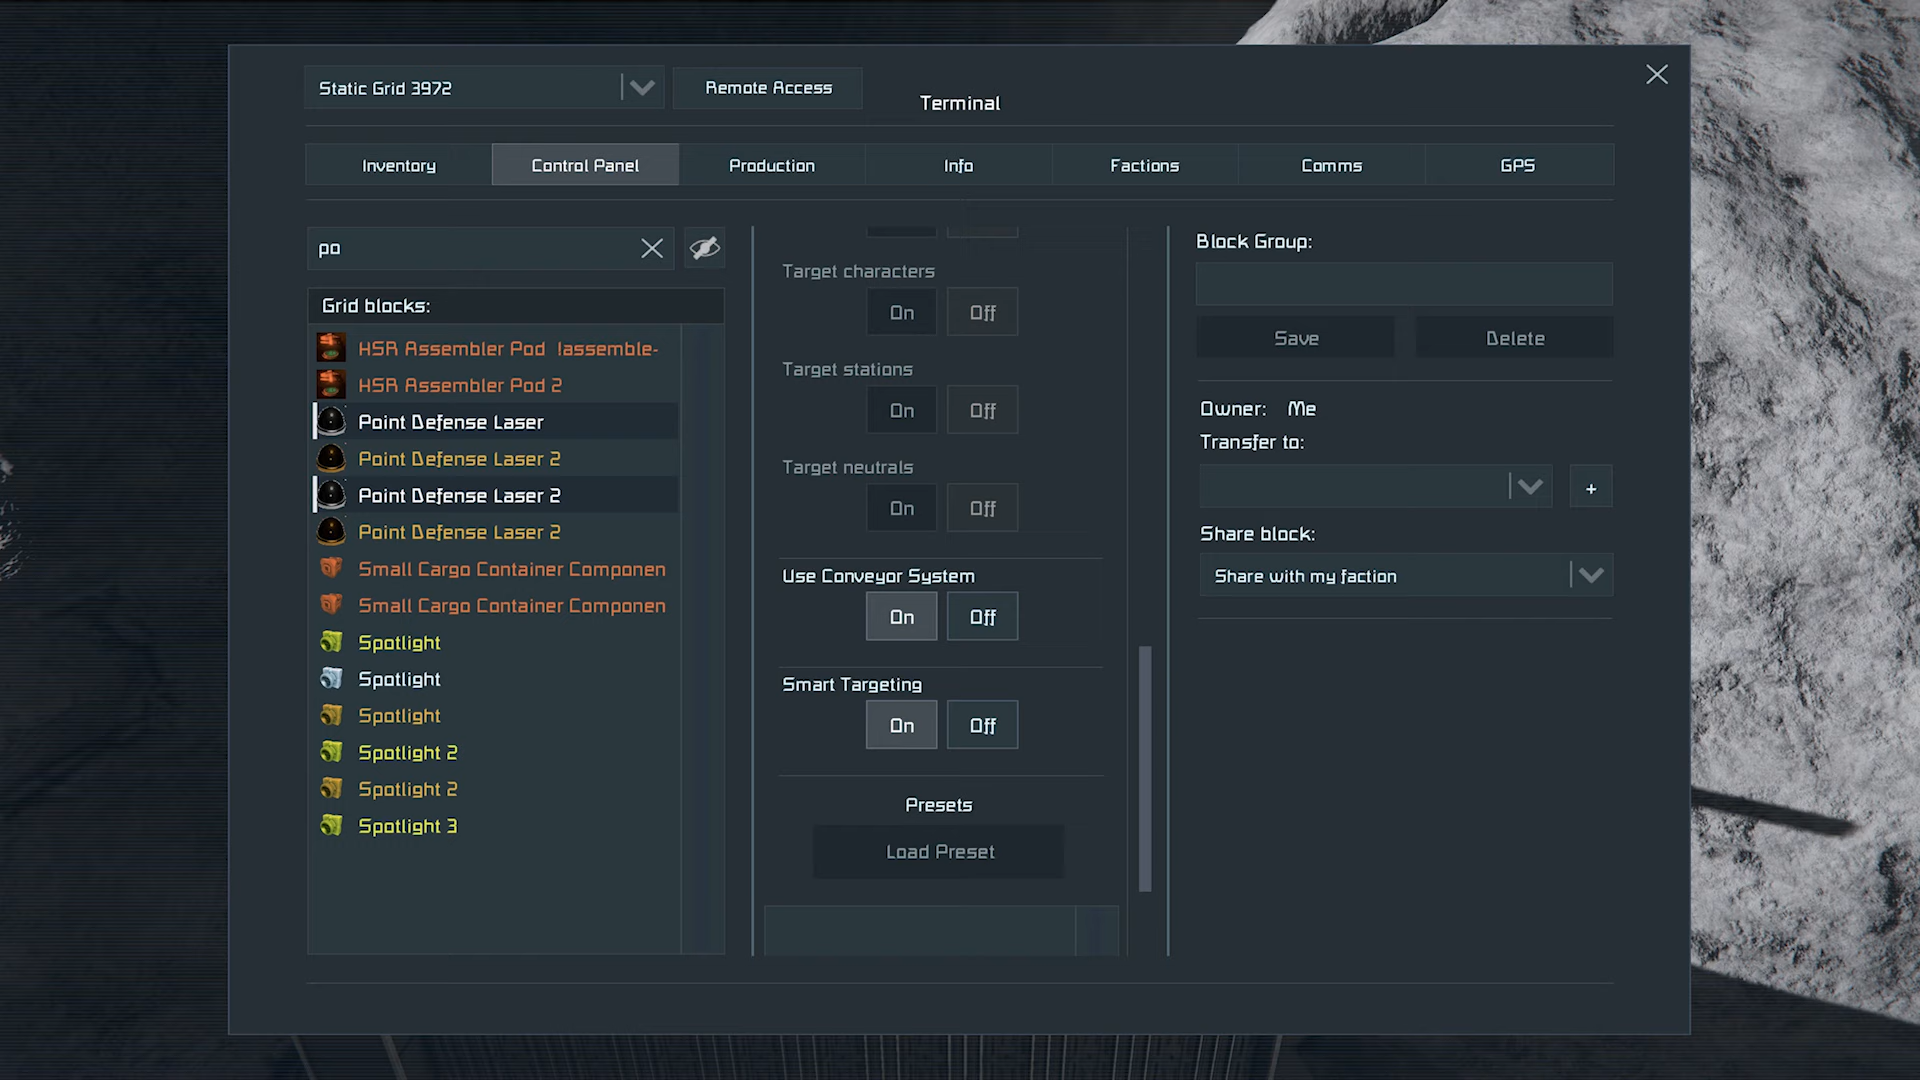 Static Grid 3972
Remote Access
Terminal
Inventory
Control Panel
Production
Info
Factions
Comms
GPS
po
Grid blocks:
HSR Assembler Pod !assemble-
HSR Assembler Pod 2
Point Defense Laser
Point Defense Laser 2
Point Defense Laser 2
Point Defense Laser 2
Small Cargo Container Componen
Small Cargo Container Componen
Spotlight
Spotlight
Spotlight
Spotlight 2
Spotlight 2
Spotlight 3
Target characters
On Off
Target stations
On Off
Target neutrals
On Off
Use Conveyor System
On Off
Smart Targeting
On Off
Presets
Load Preset
Block Group:
Save Delete
Owner: Me
Transfer to:
+
Share block:
Share with my faction